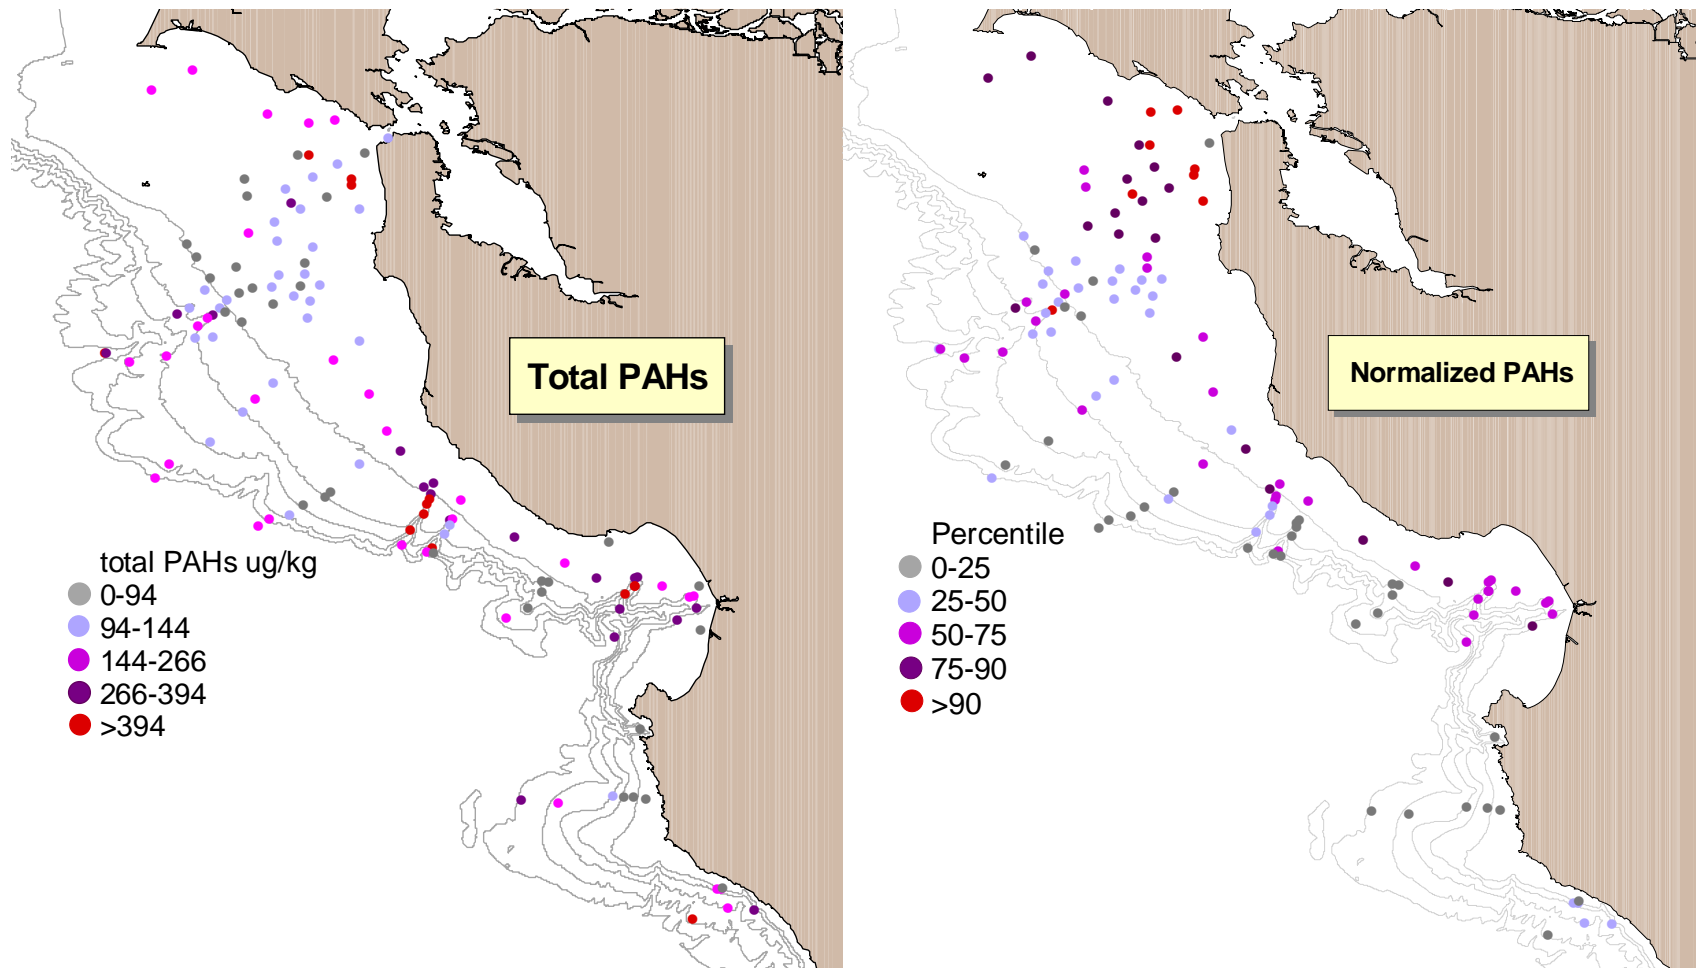 Total PAHs
Normalized PAHs
total PAHs ug/kg
0-94
94-144
144-266
266-394
>394
Percentile
0-25
25-50
50-75
75-90
>90